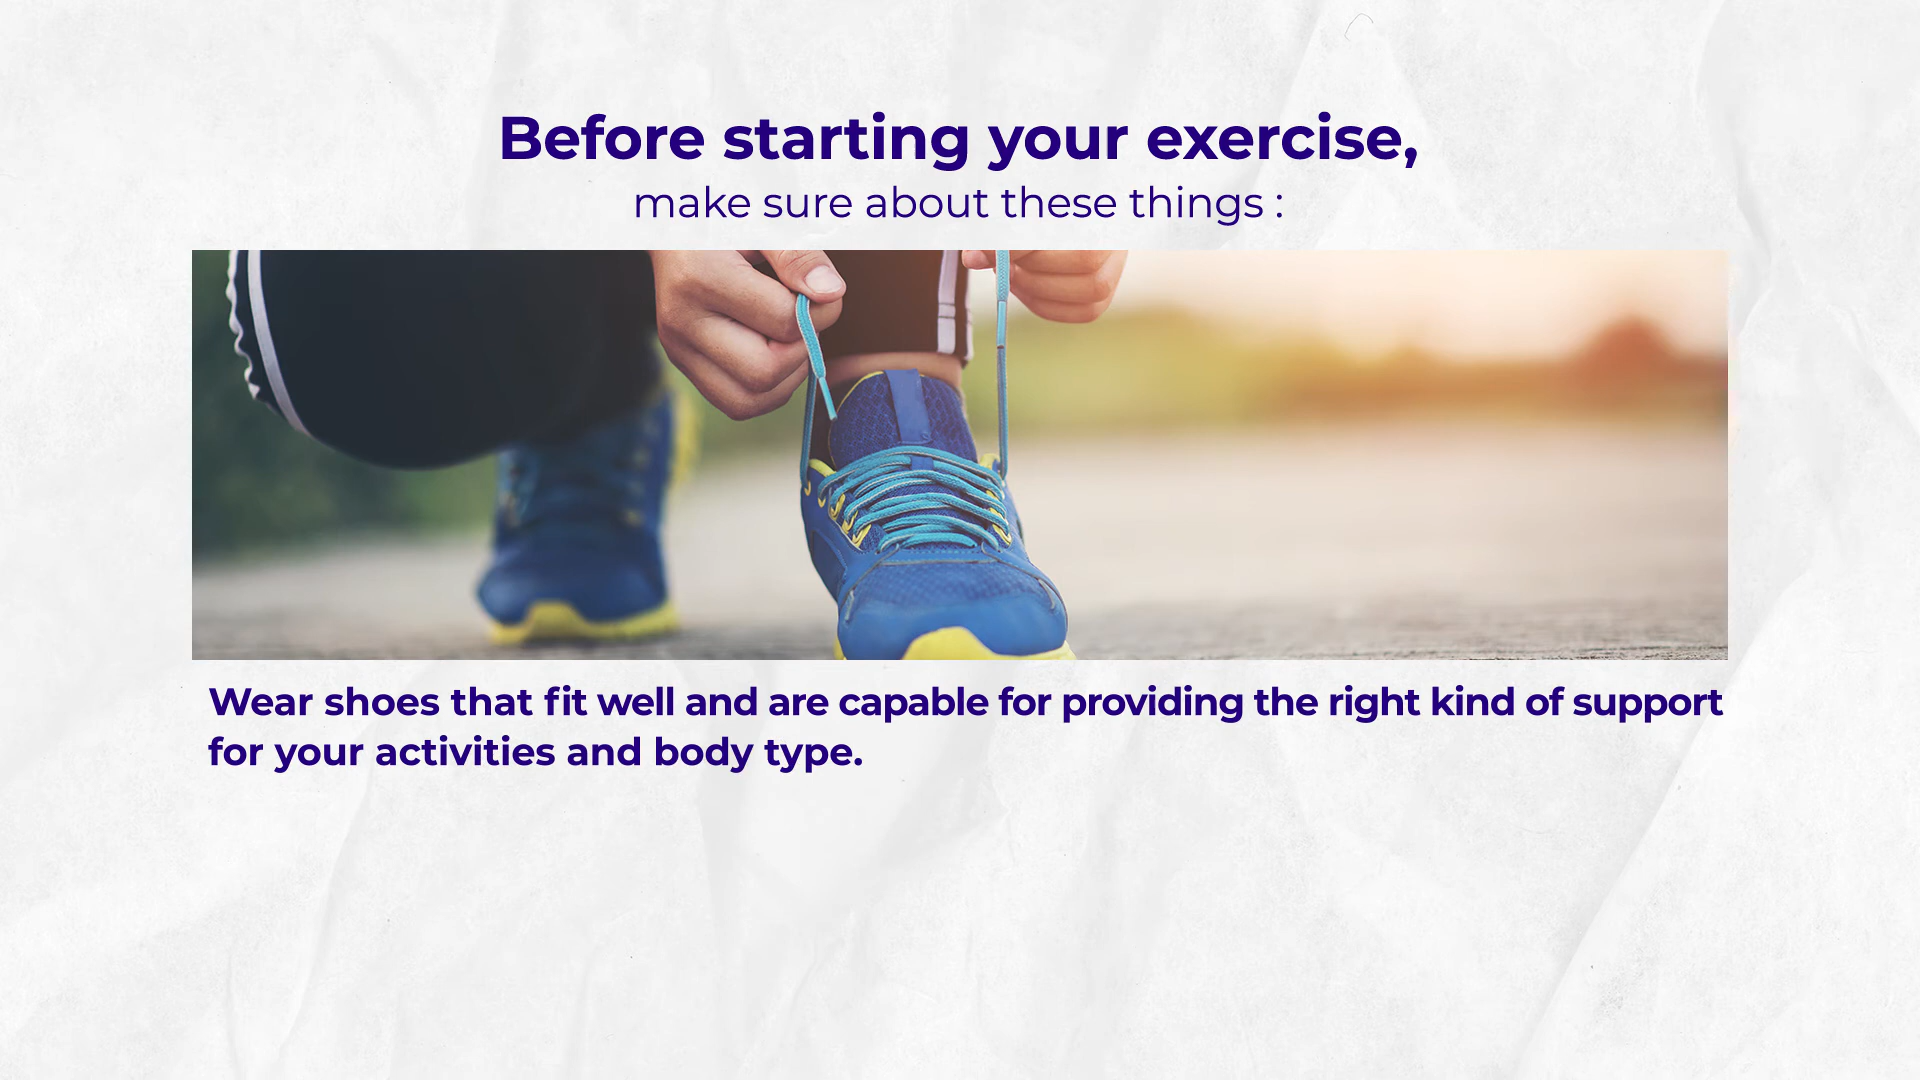 Before starting your exercise,
make sure about these things :
Wear shoes that fit well and are capable for providing the right kind of support
for your activities and body type.